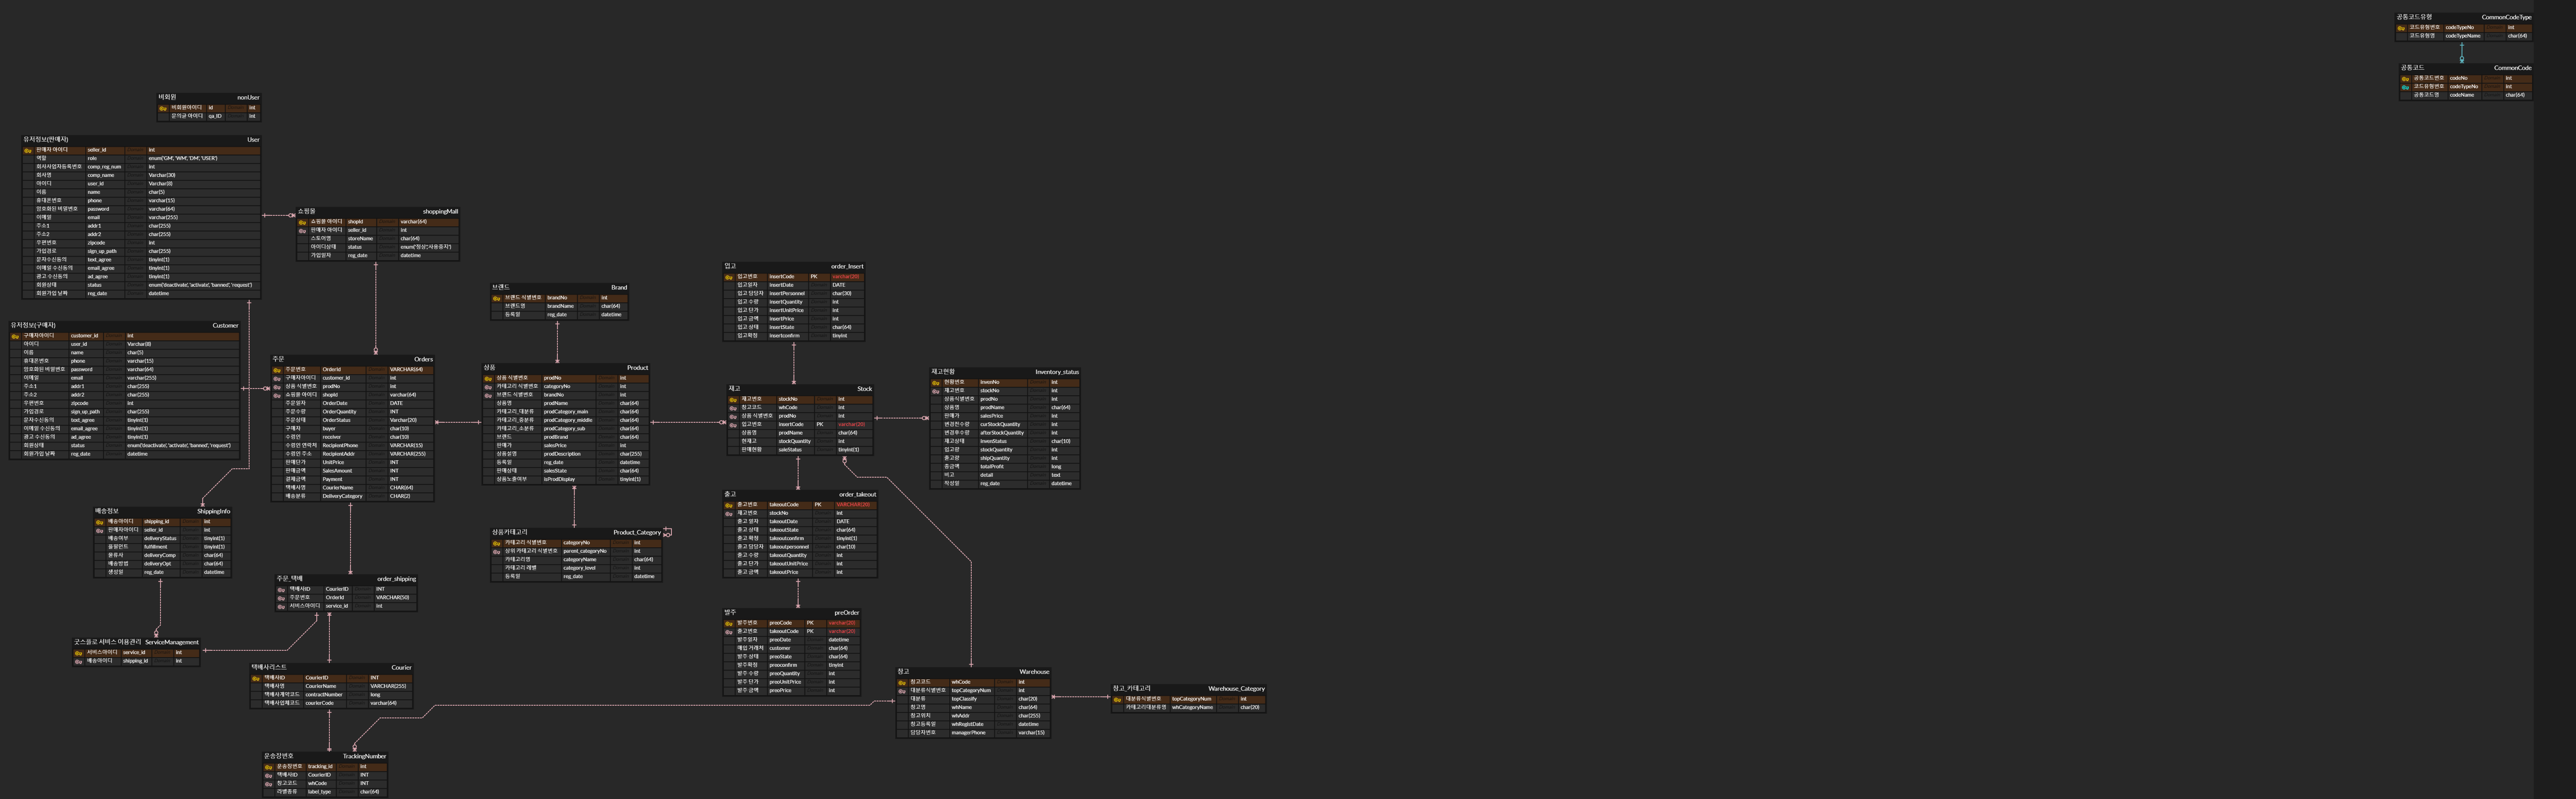 공통코드유형 CommonCodeType
코드유형번호 codeTypeNo Int
코드유형명 codeTypeName char(64)
공통코드 CommonCode
공통코드번호 codeNo Int
코드유형번호 codeTypeNo Int
공통코드명 codeName char(64)
비회원 nonUser
비회원아이디 id Int
문의글 아이디 qa_ID Int
유저정보(판매자) User
판매자 아이디 seller_id Int
역할 role enum('GM', 'WM', 'DM', 'USER')
회사사업자등록번호 comp_reg_num Int
회사명 comp_name Varchar(30)
아이디 user_id Varchar(8)
이름 name char(5)
휴대폰번호 phone varchar(15)
암호화된 비밀번호 password varchar(64)
이메일 email varchar(255)
주소1 addr1 char(255)
주소2 addr2 char(255)
우편번호 zipcode Int
가입경로 sign_up_path char(255)
문자수신동의 text_agree tinyint(1)
이메일 수신동의 email_agree tinyint(1)
광고 수신동의 ad_agree tinyint(1)
회원상태 status enum('deactivate', 'activate', 'banned', 'request')
회원가입 날짜 reg_date datetime
쇼핑몰 shoppingMall
쇼핑몰 아이디 shopId varchar(64)
판매자 아이디 seller_id Int
스토어명 storeName char(64)
아이디상태 status enum('정상','사용중지')
가입일자 reg_date datetime
유저정보(구매자) Customer
구매자아이디 customer_id Int
아이디 user_id Varchar(8)
이름 name char(5)
휴대폰번호 phone varchar(15)
암호화된 비밀번호 password varchar(64)
이메일 email varchar(255)
주소1 addr1 char(255)
주소2 addr2 char(255)
우편번호 zipcode Int
가입경로 sign_up_path char(255)
문자수신동의 text_agree tinyint(1)
이메일 수신동의 email_agree tinyint(1)
광고 수신동의 ad_agree tinyint(1)
회원상태 status enum('deactivate', 'activate', 'banned', 'request')
회원가입 날짜 reg_date datetime
주문 Orders
주문번호 OrderId VARCHAR(64)
구매자아이디 customer_id Int
상품 식별번호 prodNo Int
쇼핑몰 아이디 shopId varchar(64)
주문일자 OrderDate DATE
주문수량 OrderQuantity INT
주문상태 OrderStatus Varchar(20)
구매자 buyer char(10)
수령인 receiver char(10)
수령인 연락처 RecipientPhone VARCHAR(15)
수령인 주소 RecipientAddr VARCHAR(255)
판매단가 UnitPrice INT
판매금액 SalesAmount INT
결제금액 Payment INT
택배사명 CourierName CHAR(64)
배송분류 DeliveryCategory CHAR(2)
브랜드 Brand
브랜드 식별번호 brandNo Int
브랜드명 brandName char(64)
등록일 reg_date datetime
상품 Product
상품 식별번호 prodNo Int
카테고리 식별번호 categoryNo Int
브랜드 식별번호 brandNo Int
상품명 prodName char(64)
카테고리_대분류 prodCategory_main char(64)
카테고리_중분류 prodCategory_middle char(64)
카테고리_소분류 prodCategory_sub char(64)
브랜드 prodBrand char(64)
판매가 salesPrice Int
상품설명 prodDescription char(255)
등록일 reg_date datetime
판매상태 salesState char(64)
상품노출여부 isProdDisplay tinyint(1)
상품카테고리 Product_Category
카테고리 식별번호 categoryNo Int
상위 카테고리 식별번호 parent_categoryNo Int
카테고리명 categoryName char(64)
카테고리 레벨 category_level Int
등록일 reg_date datetime
입고 order_Insert
입고번호 insertCode PK varchar(20)
입고일자 insertDate DATE
입고 담당자 insertPersonnel char(30)
입고 수량 insertQuantity Int
입고 단가 insertUnitPrice Int
입고 금액 insertPrice Int
입고 상태 insertState char(64)
입고확정 insertconfirm tinyint
재고 Stock
재고번호 stockNo Int
창고코드 whCode Int
상품 식별번호 prodNo Int
입고번호 insertCode PK varchar(20)
상품명 prodName char(64)
현재고 stockQuantity Int
판매현황 saleStatus tinyint(1)
재고현황 Inventory_status
현황번호 invenNo Int
재고번호 stockNo Int
상품식별번호 prodNo Int
상품명 prodName char(64)
판매가 salesPrice Int
변경전수량 curStockQuantity Int
변경후수량 afterStockQuantity Int
재고상태 invenStatus char(10)
입고량 stockQuantity Int
출고량 shipQuantity Int
총금액 totalProfit long
비고 detail text
작성일 reg_date datetime
출고 order_takeout
출고번호 takeoutCode PK VARCHAR(20)
재고번호 stockNo Int
출고 일자 takeoutDate DATE
출고 상태 takeoutState char(64)
출고 확정 takeoutconfirm tinyint(1)
출고 담당자 takeoutpersonnel char(10)
출고 수량 takeoutQuantity Int
출고 단가 takeoutUnitPrice Int
출고 금액 takeoutPrice Int
발주 preOrder
발주번호 preoCode PK varchar(20)
출고번호 takeoutCode PK varchar(20)
발주일자 preoDate datetime
매입 거래처 customer char(64)
발주 상태 preoState char(64)
발주확정 preoconfirm tinyint
발주 수량 preoQuantity Int
발주 단가 preoUnitPrice Int
발주 금액 preoPrice Int
배송정보 ShippingInfo
배송아이디 shipping_id Int
판매자아이디 seller_id Int
배송여부 deliveryStatus tinyint(1)
풀필먼트 fulfillment tinyint(1)
물류사 deliveryComp char(64)
배송방법 deliveryOpt char(64)
생성일 reg_date datetime
주문_택배 order_shipping
택배사ID CourierID INT
주문번호 OrderId VARCHAR(50)
서비스아이디 service_id Int
굿스플로 서비스 이용관리 ServiceManagement
서비스아이디 service_id Int
배송아이디 shipping_id Int
택배사리스트 Courier
택배사ID CourierID INT
택배사명 CourierName VARCHAR(255)
택배사계약코드 contractNumber long
택배사업체코드 courierCode varchar(64)
창고 Warehouse
창고코드 whCode Int
대분류식별번호 topCategoryNum Int
대분류 topClassify char(20)
창고명 whName char(64)
창고위치 whAddr char(255)
창고등록일 whRegistDate datetime
담당자번호 managerPhone varchar(15)
창고_카테고리 Warehouse_Category
대분류식별번호 topCategoryNum Int
카테고리대분류명 whCategoryName char(20)
운송장번호 TrackingNumber
운송장번호 tracking_id Int
택배사ID CourierID INT
창고코드 whCode INT
라벨종류 label_type char(64)